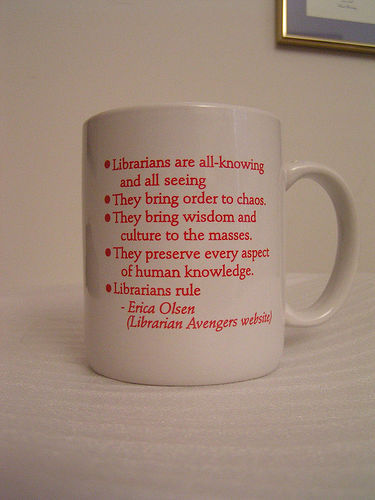 • Librarians are all-knowing
and all seeing
• They bring order to chaos.
• They bring wisdom and
culture to the masses.
• They preserve every aspect
of human knowledge.
• Librarians rule
- Erica Olsen
(Librarian Avengers website)